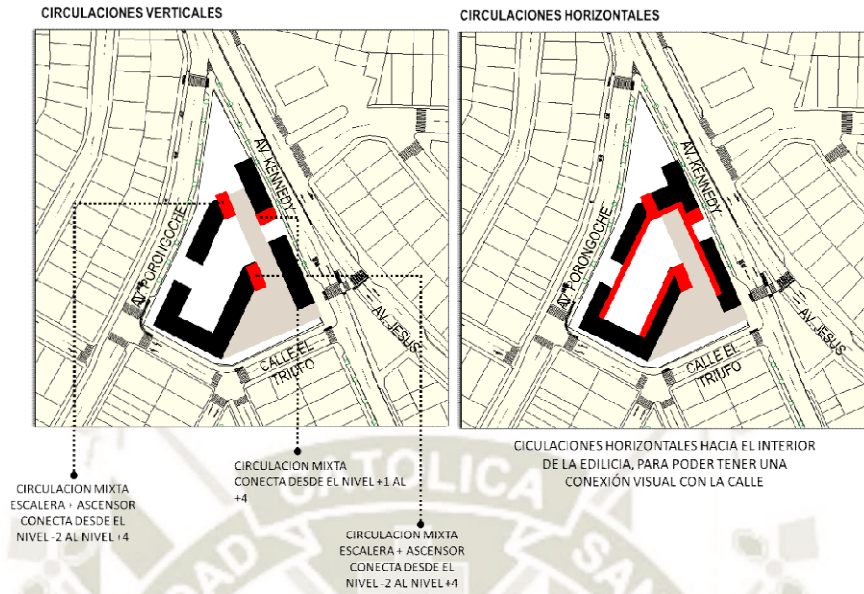 CIRCULACIONES VERTICALES
CIRCULACIONES HORIZONTALES
AV. KENNEDY
AV. PORONGOCHE
AV. JESUS
CALLE EL
TRIUFO
AV. KENNEDY
AV. PORONGOCHE
AV. JESUS
CALLE EL
TRIUFO
CIRCULACION MIXTA
ESCALERA + ASCENSOR
CONECTA DESDE EL
NIVEL -2 AL NIVEL +4
CIRCULACION MIXTA
CONECTA DESDE EL NIVEL +1 AL
+4
CIRCULACION MIXTA
ESCALERA + ASCENSOR
CONECTA DESDE EL
NIVEL -2 AL NIVEL +4
CICULACIONES HORIZONTALES HACIA EL INTERIOR
DE LA EDILICIA, PARA PODER TENER UNA
CONEXIÓN VISUAL CON LA CALLE
CATOLICA